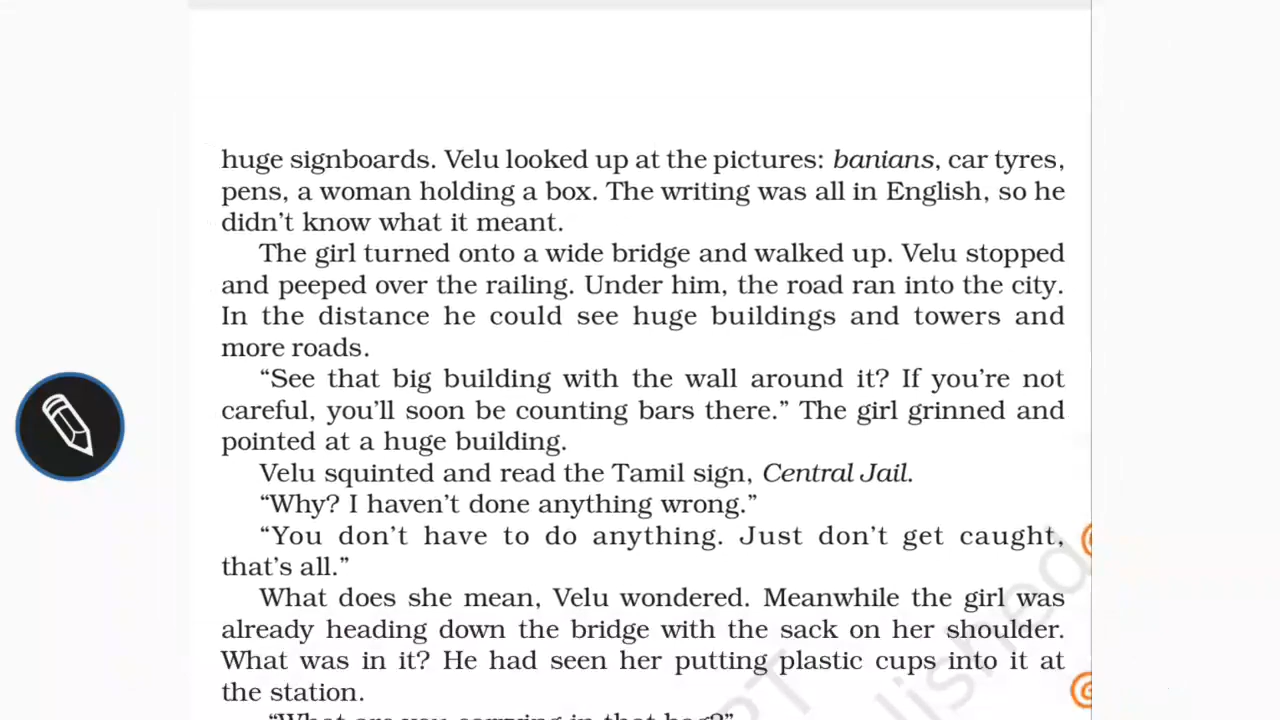 huge signboards. Velu looked up at the pictures: banians, car tyres,
pens, a woman holding a box. The writing was all in English, so he
didn’t know what it meant.
The girl turned onto a wide bridge and walked up. Velu stopped
and peeped over the railing. Under him, the road ran into the city.
In the distance he could see huge buildings and towers and
more roads.
“See that big building with the wall around it? If you’re not
careful, you’ll soon be counting bars there.” The girl grinned and
pointed at a huge building.
Velu squinted and read the Tamil sign, Central Jail.
“Why? I haven’t done anything wrong.”
“You don’t have to do anything. Just don’t get caught,
that’s all.”
What does she mean, Velu wondered. Meanwhile the girl was
already heading down the bridge with the sack on her shoulder.
What was in it? He had seen her putting plastic cups into it at
the station.
“What are you carrying in that bag?”